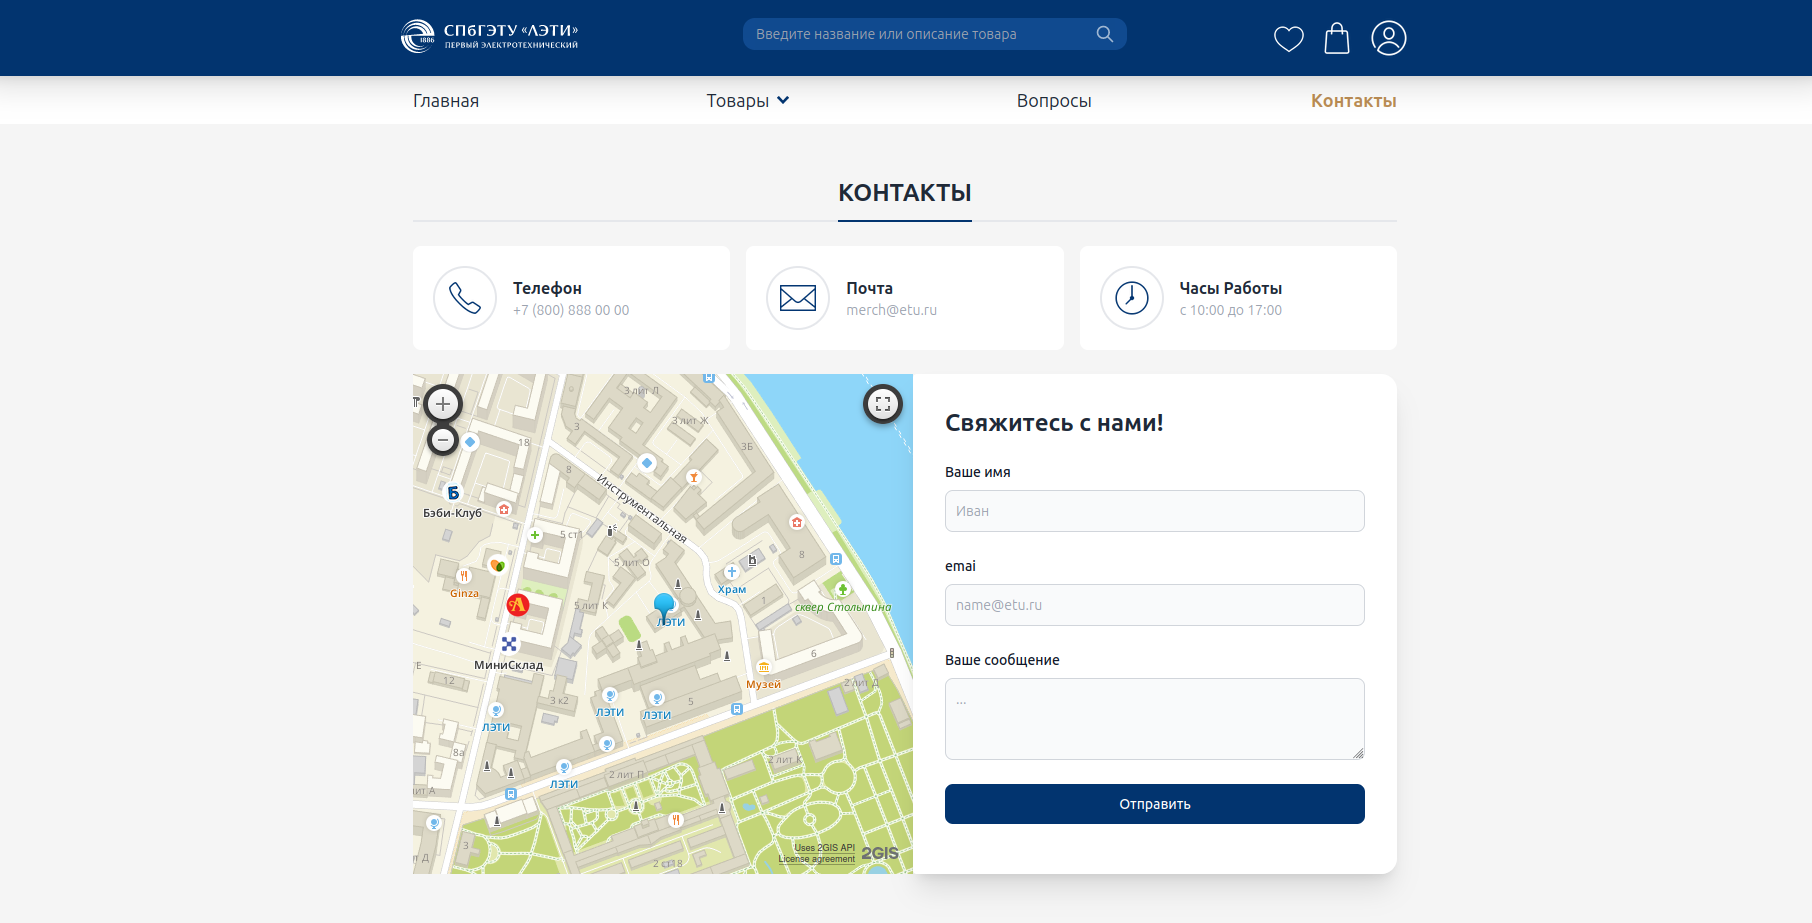 СПбГЭТУ «ЛЭТИ»
ПЕРВЫЙ ЭЛЕКТРОТЕХНИЧЕСКИЙ
1886
Введите название или описание товара
Главная
Товары
Вопросы
Контакты
КОНТАКТЫ
Телефон
+7 (800) 888 00 00
Почта
merch@etu.ru
Часы Работы
с 10:00 до 17:00
3 лит Л
3
3 лит Ж
3Б
18
8
Инструментальная
Б
Бэби-Клуб
5 ст1
8
5 лит О
Храм
Ginza
5 лит К
1
сквер Столыпина
ЛЭТИ
МиниСклад
6
/Е
12
Музей
2 лит Д
3 к2
ЛЭТИ
ЛЭТИ
5
ЛЭТИ
8а
2 лит К
2 лит П
ЛЭТИ
лит А
3
Д
2 ст18
Uses 2GIS API
License agreement
2GIS
Свяжитесь с нами!
Ваше имя
Иван
emai
name@etu.ru
Ваше сообщение
...
Отправить